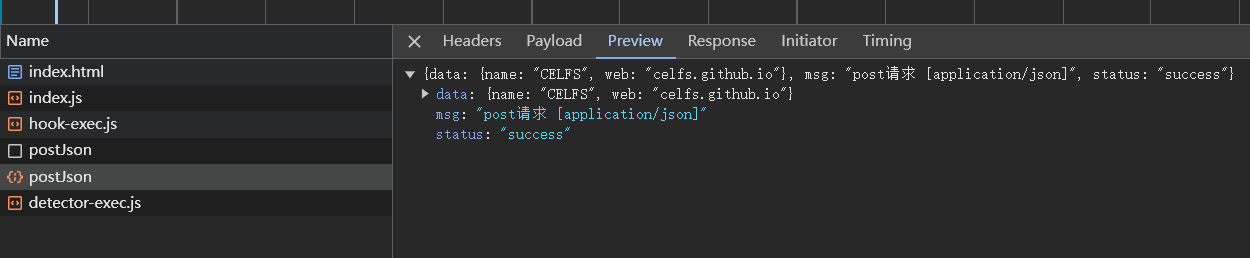 Name
Headers Payload Preview Response Initiator Timing
index.html
index.js
hook-exec.js
postJson
postJson
detector-exec.js
{data: {name: "CELFS", web: "celfs.github.io"}, msg: "post请求 [application/json]", status: "success"}
data: {name: "CELFS", web: "celfs.github.io"}
msg: "post请求 [application/json]"
status: "success"